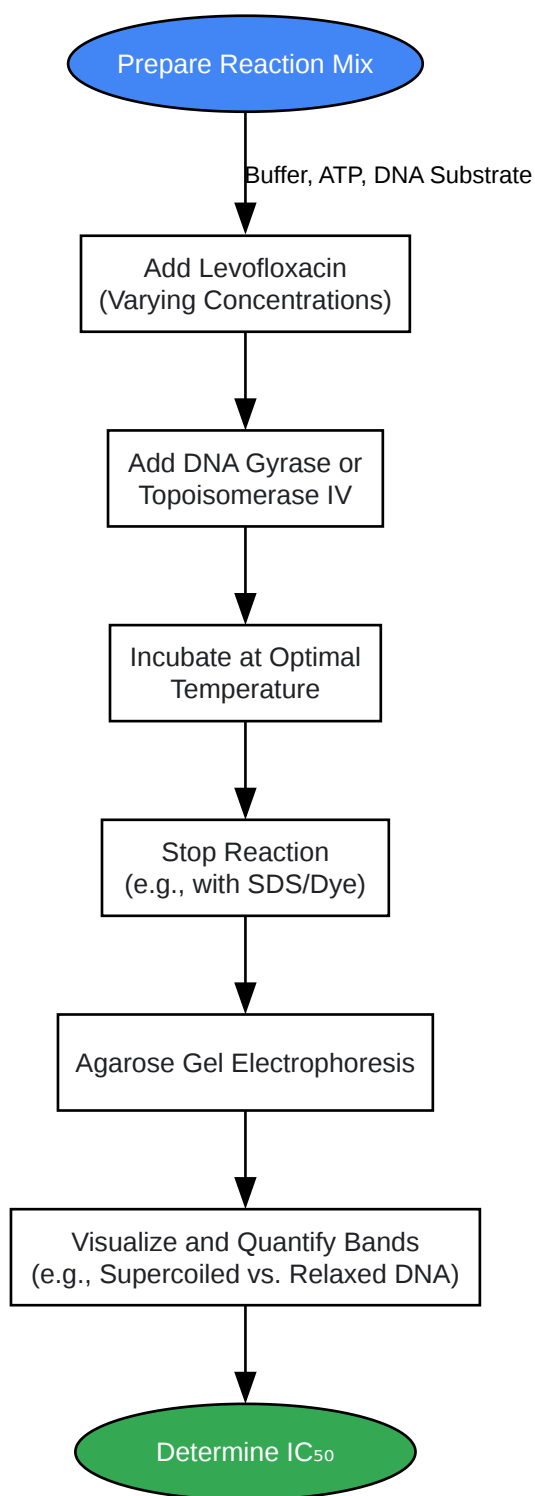 Prepare Reaction Mix
Buffer, ATP, DNA Substrate
Add Levofloxacin
(Varying Concentrations)
Add DNA Gyrase or
Topoisomerase IV
Incubate at Optimal
Temperature
Stop Reaction
(e.g., with SDS/Dye)
Agarose Gel Electrophoresis
Visualize and Quantify Bands
(e.g., Supercoiled vs. Relaxed DNA)
Determine IC₅₀